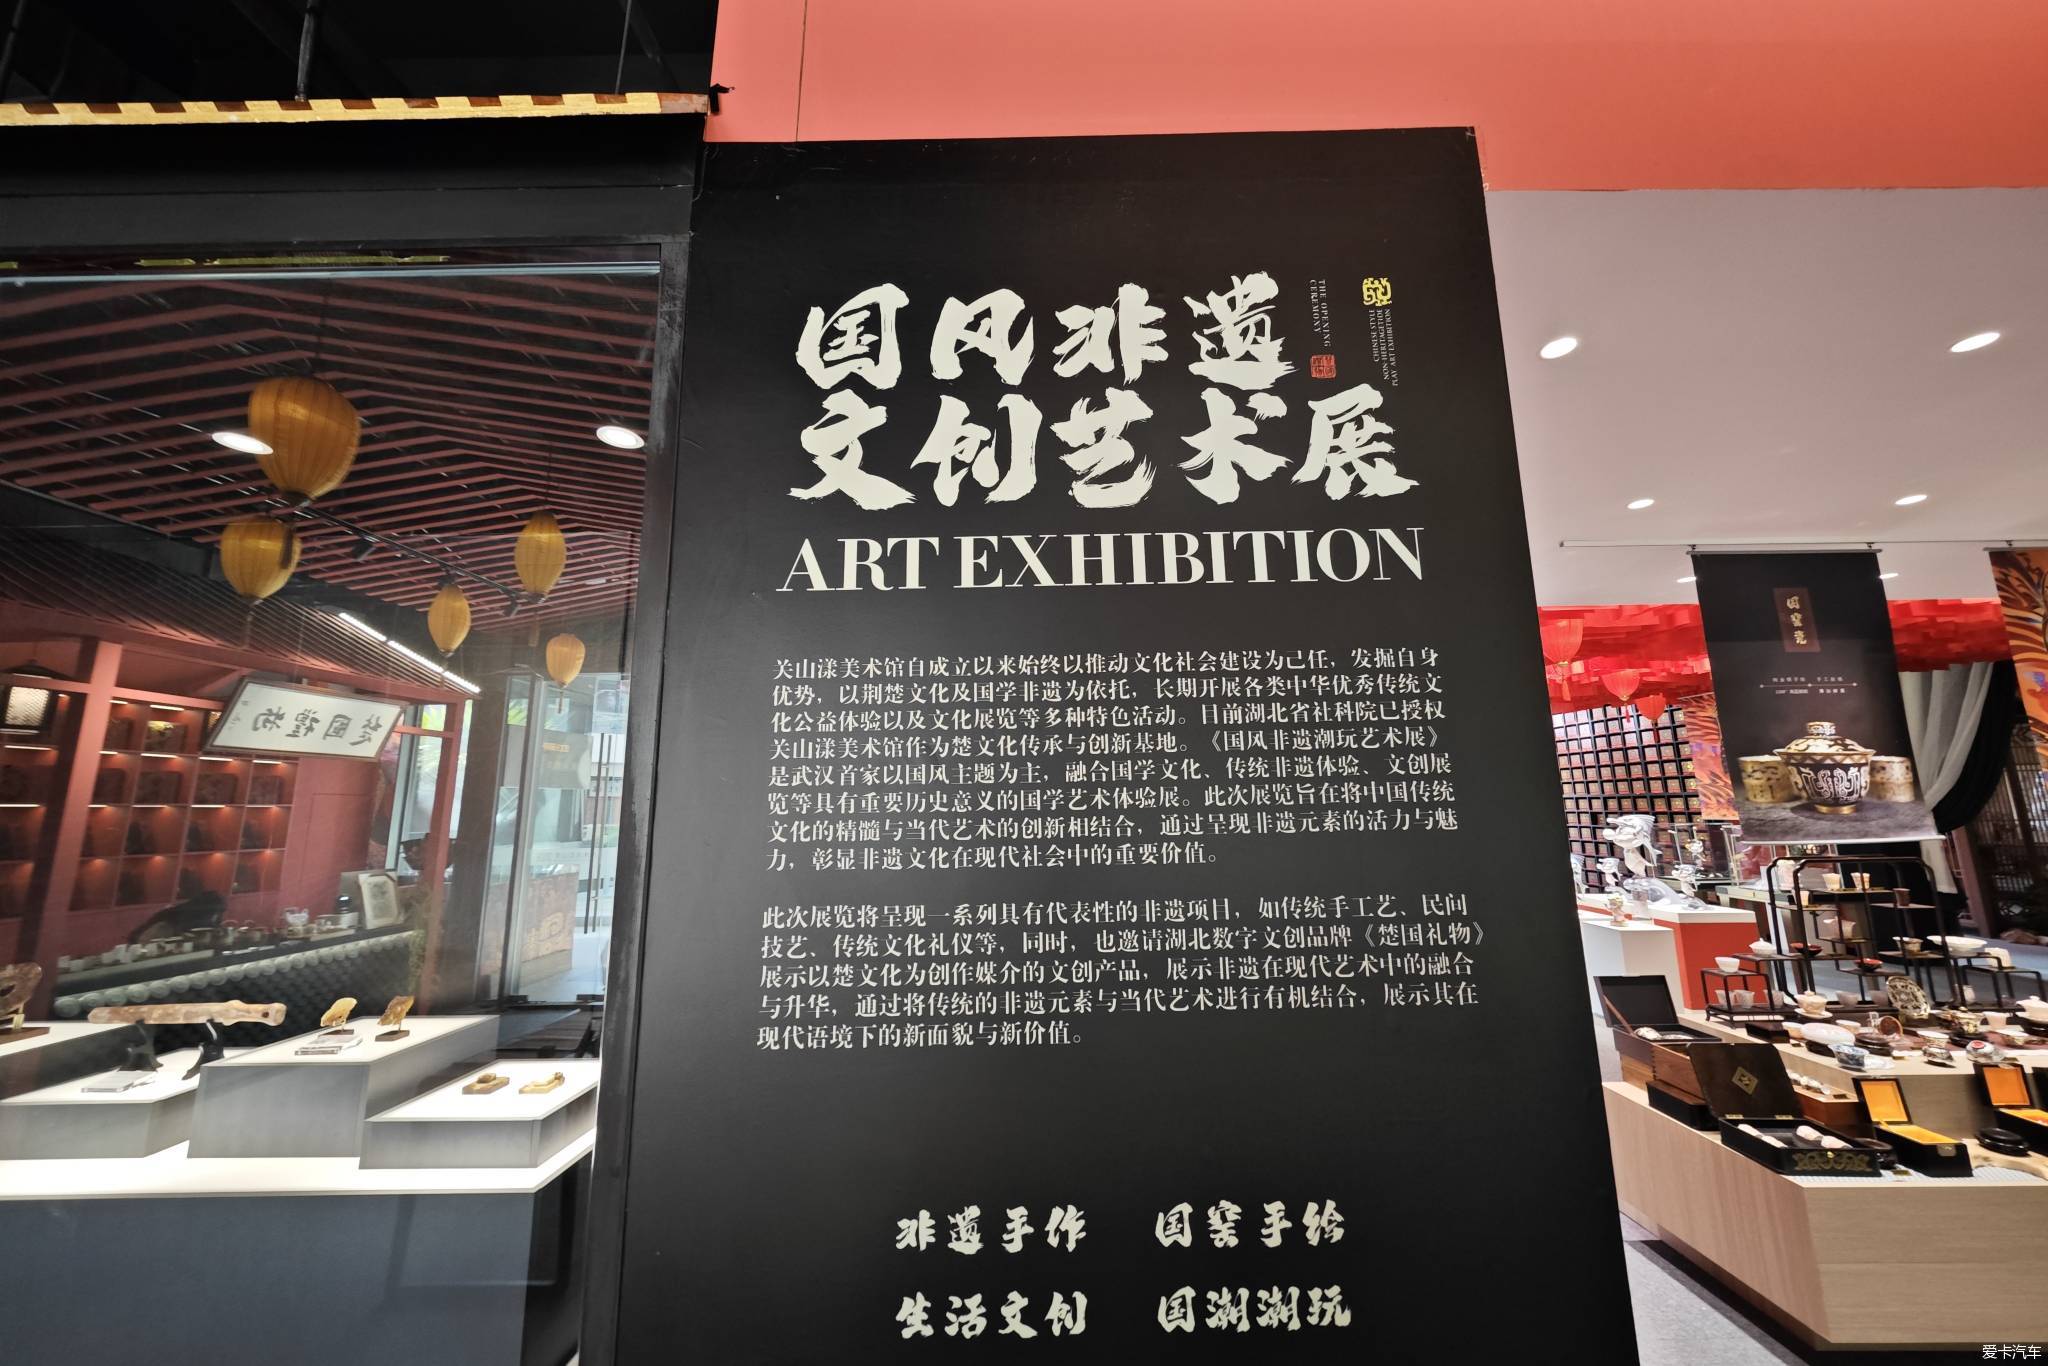 国风非遗
文创艺术展
THE OPENING
CEREMONY
CHINESE STYLE
NON-HERITAGETIDE
PLAY ART EXHIBITION
ART EXHIBITION
关山漾美术馆自成立以来始终以推动文化社会建设为己任，发掘自身
优势，以荆楚文化及国学非遗为依托，长期开展各类中华优秀传统文
化公益体验以及文化展览等多种特色活动。目前湖北省社科院已授权
关山漾美术馆作为楚文化传承与创新基地。《国风非遗潮玩艺术展》
是武汉首家以国风主题为主，融合国学文化、传统非遗体验、文创展
览等具有重要历史意义的国学艺术体验展。此次展览旨在将中国传统
文化的精髓与当代艺术的创新相结合，通过呈现非遗元素的活力与魅
力，彰显非遗文化在现代社会中的重要价值。
此次展览将呈现一系列具有代表性的非遗项目，如传统手工艺、民间
技艺、传统文化礼仪等，同时，也邀请湖北数字文创品牌《楚国礼物》
展示以楚文化为创作媒介的文创产品，展示非遗在现代艺术中的融合
与升华，通过将传统的非遗元素与当代艺术进行有机结合，展示其在
现代语境下的新面貌与新价值。
非遗手作 国窑手绘
生活文创 国潮潮玩
楚国礼物
国窑瓷
爱卡汽车